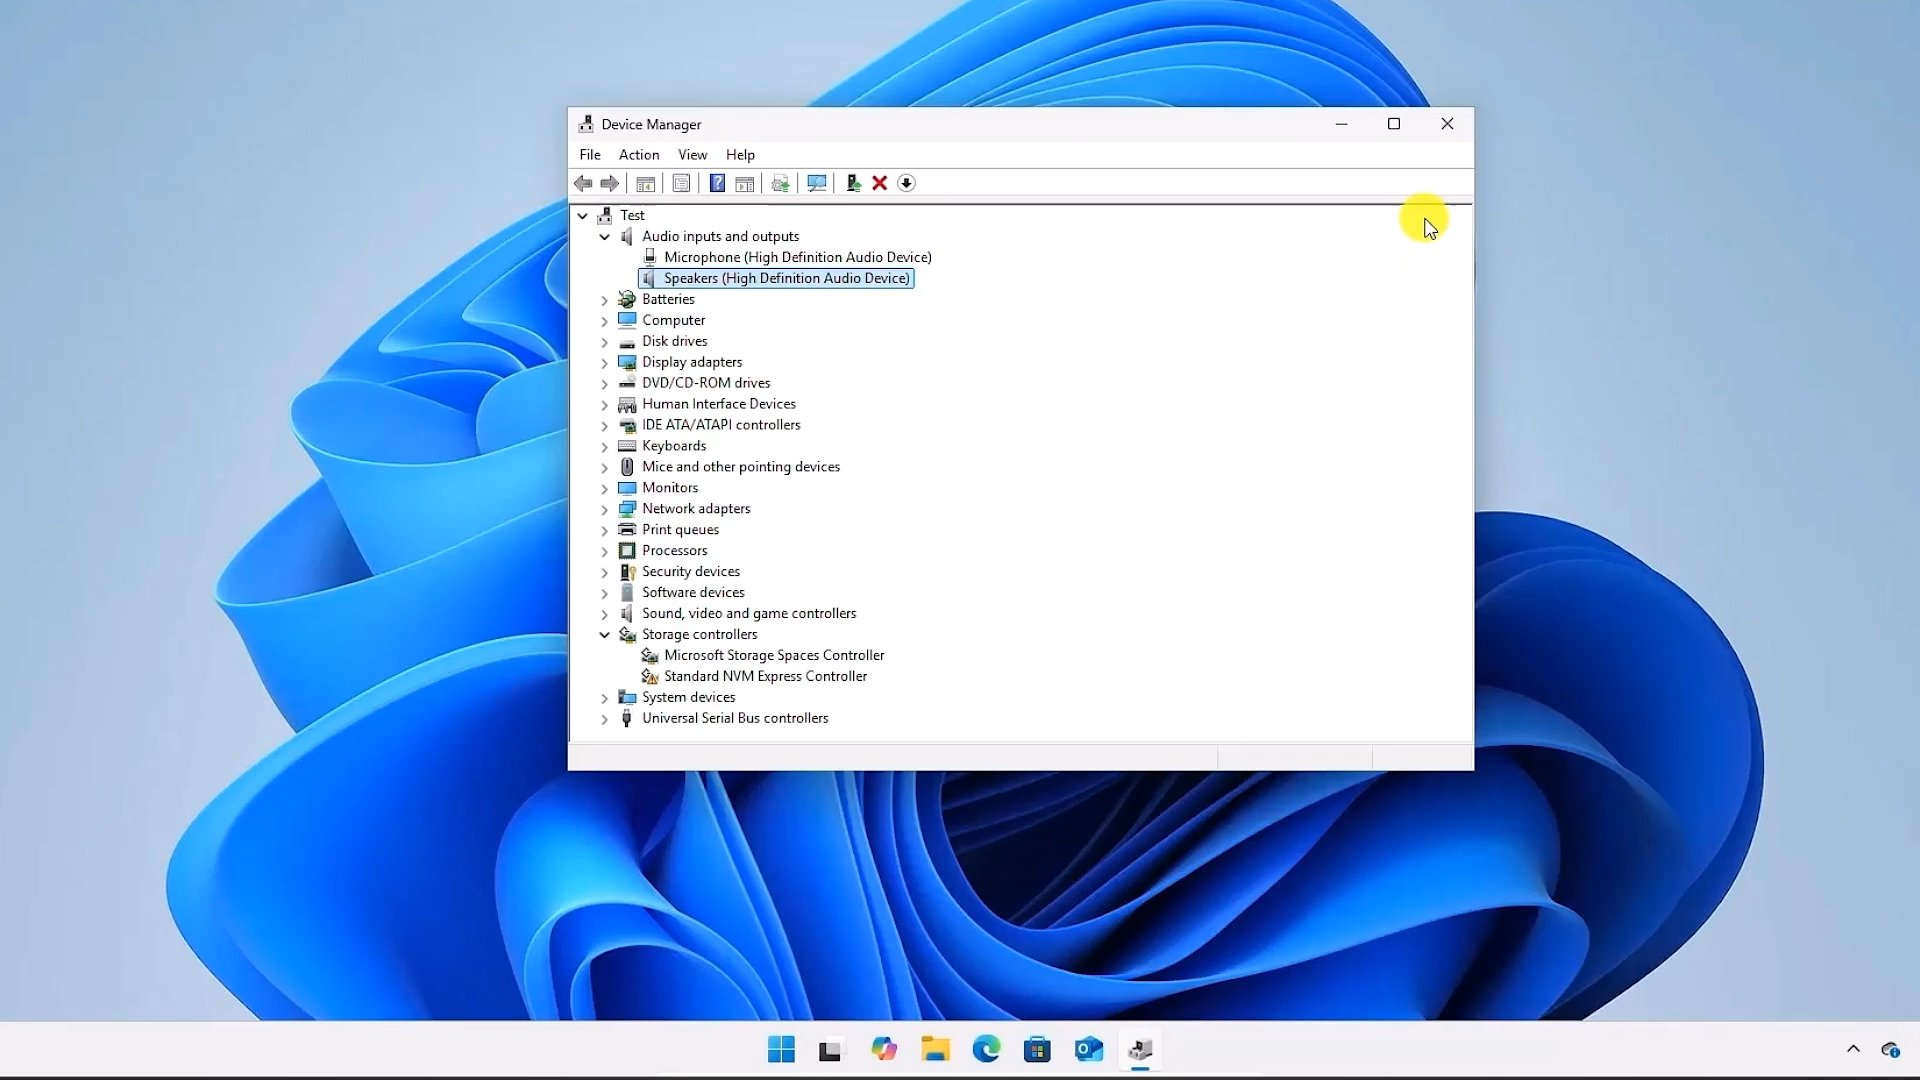 Device Manager
File Action View Help
Test
Audio inputs and outputs
Microphone (High Definition Audio Device)
Speakers (High Definition Audio Device)
Batteries
Computer
Disk drives
Display adapters
DVD/CD-ROM drives
Human Interface Devices
IDE ATA/ATAPI controllers
Keyboards
Mice and other pointing devices
Monitors
Network adapters
Print queues
Processors
Security devices
Software devices
Sound, video and game controllers
Storage controllers
Microsoft Storage Spaces Controller
Standard NVM Express Controller
System devices
Universal Serial Bus controllers